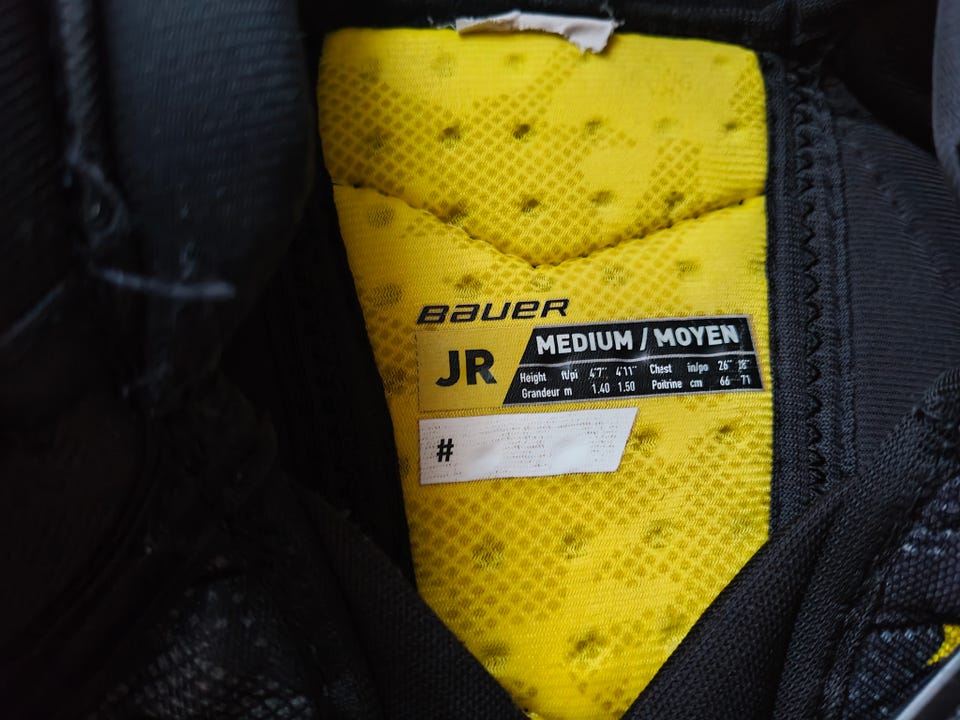 BAUER
JR
MEDIUM / MOYEN
Height ft/pi 4'7" 4'11" Chest in/po 26" 28"
Grandeur m 1.40 1.50 Poitrine cm 66 71
#